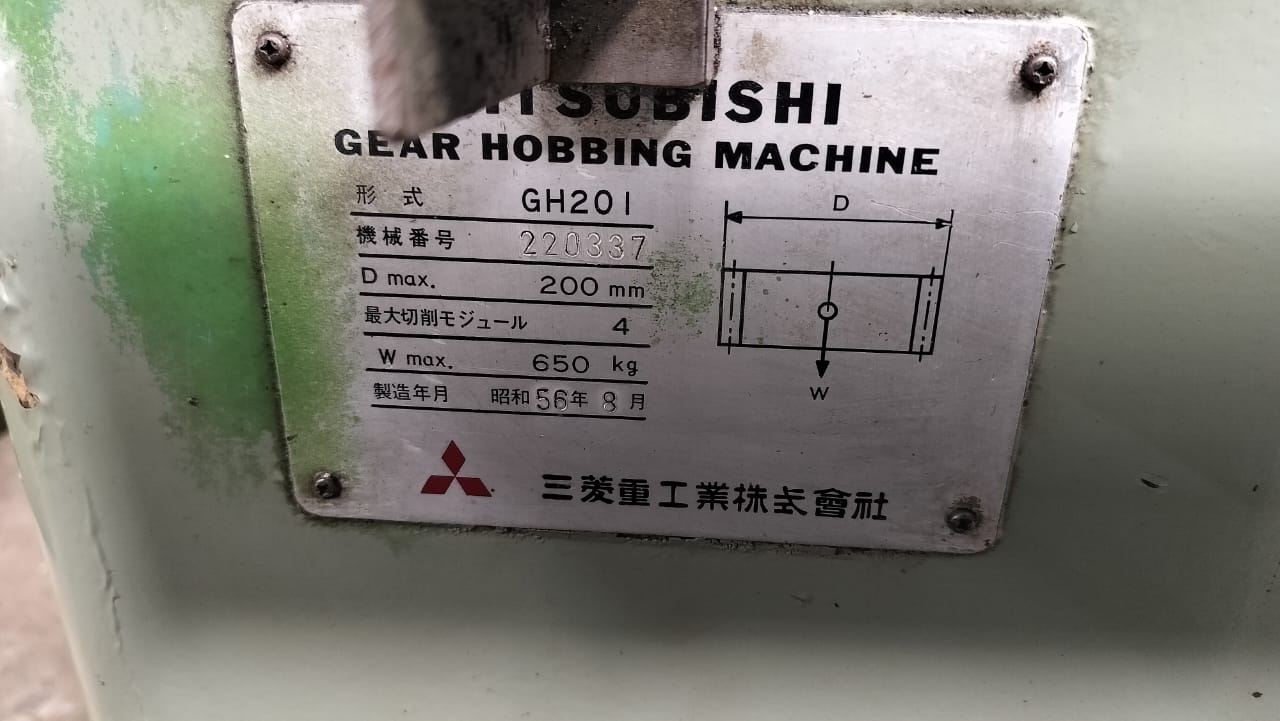 MITSUBISHI
GEAR HOBBING MACHINE
形 式 GH201
機械番号 220337
D max. 200 mm
最大切削モジュール 4
W max. 650 kg
製造年月 昭和 56年 8月
D
W
三菱重工業株式會社